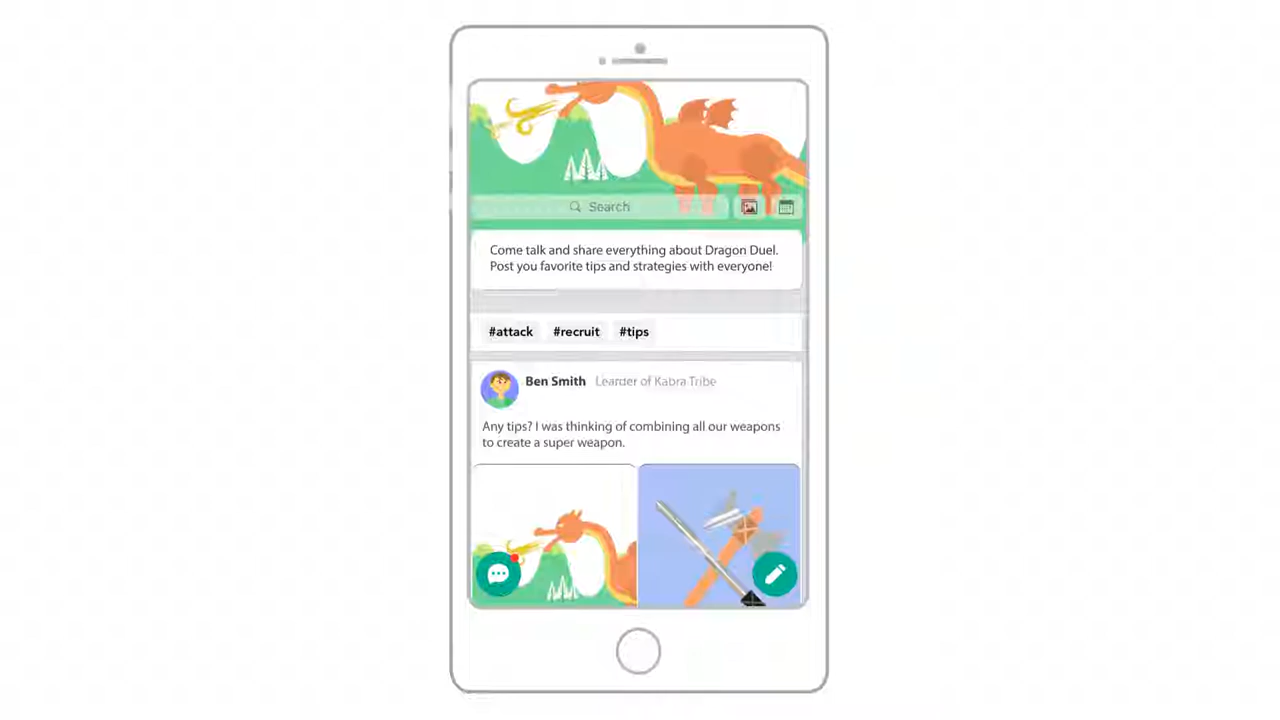 Search
Come talk and share everything about Dragon Duel.
Post you favorite tips and strategies with everyone!
#attack #recruit #tips
Ben Smith Learder of Kabra Tribe
Any tips? I was thinking of combining all our weapons
to create a super weapon.